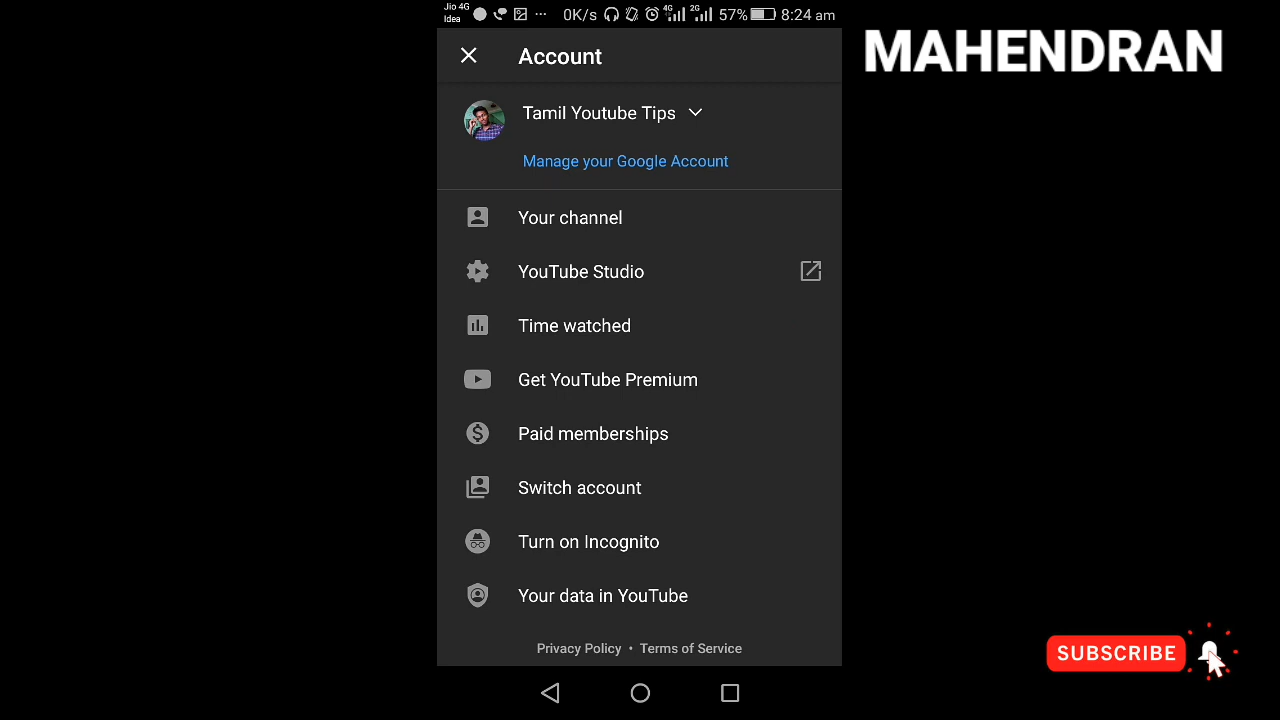 Jio 4G
Idea
... 0K/s 4G 2G 57% 8:24 am
MAHENDRAN
Account
Tamil Youtube Tips
Manage your Google Account
Your channel
YouTube Studio
Time watched
Get YouTube Premium
Paid memberships
Switch account
Turn on Incognito
Your data in YouTube
Privacy Policy • Terms of Service
SUBSCRIBE